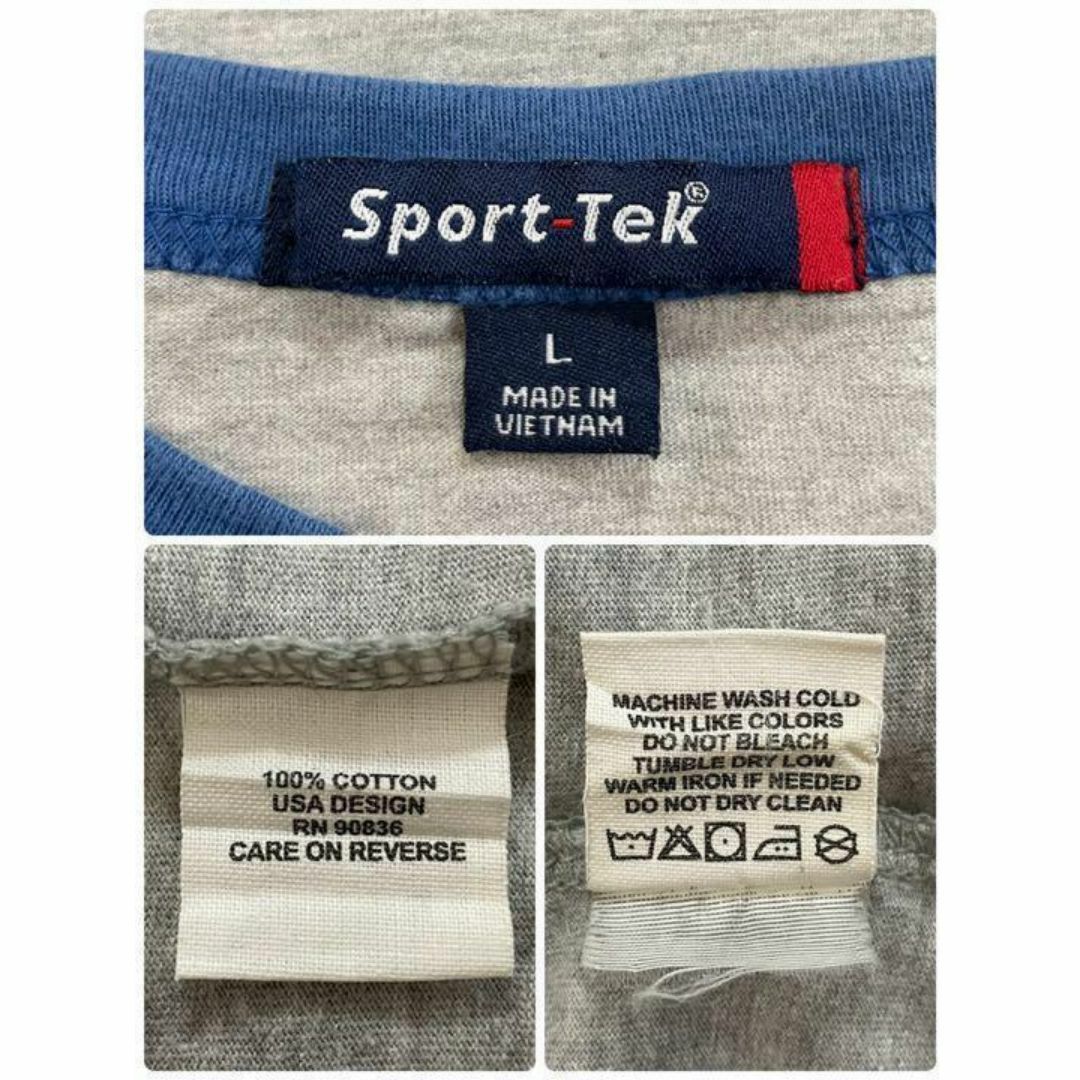 Sport-Tek®
L
MADE IN
VIETNAM
100% COTTON
USA DESIGN
RN 90836
CARE ON REVERSE
MACHINE WASH COLD
WITH LIKE COLORS
DO NOT BLEACH
TUMBLE DRY LOW
WARM IRON IF NEEDED
DO NOT DRY CLEAN